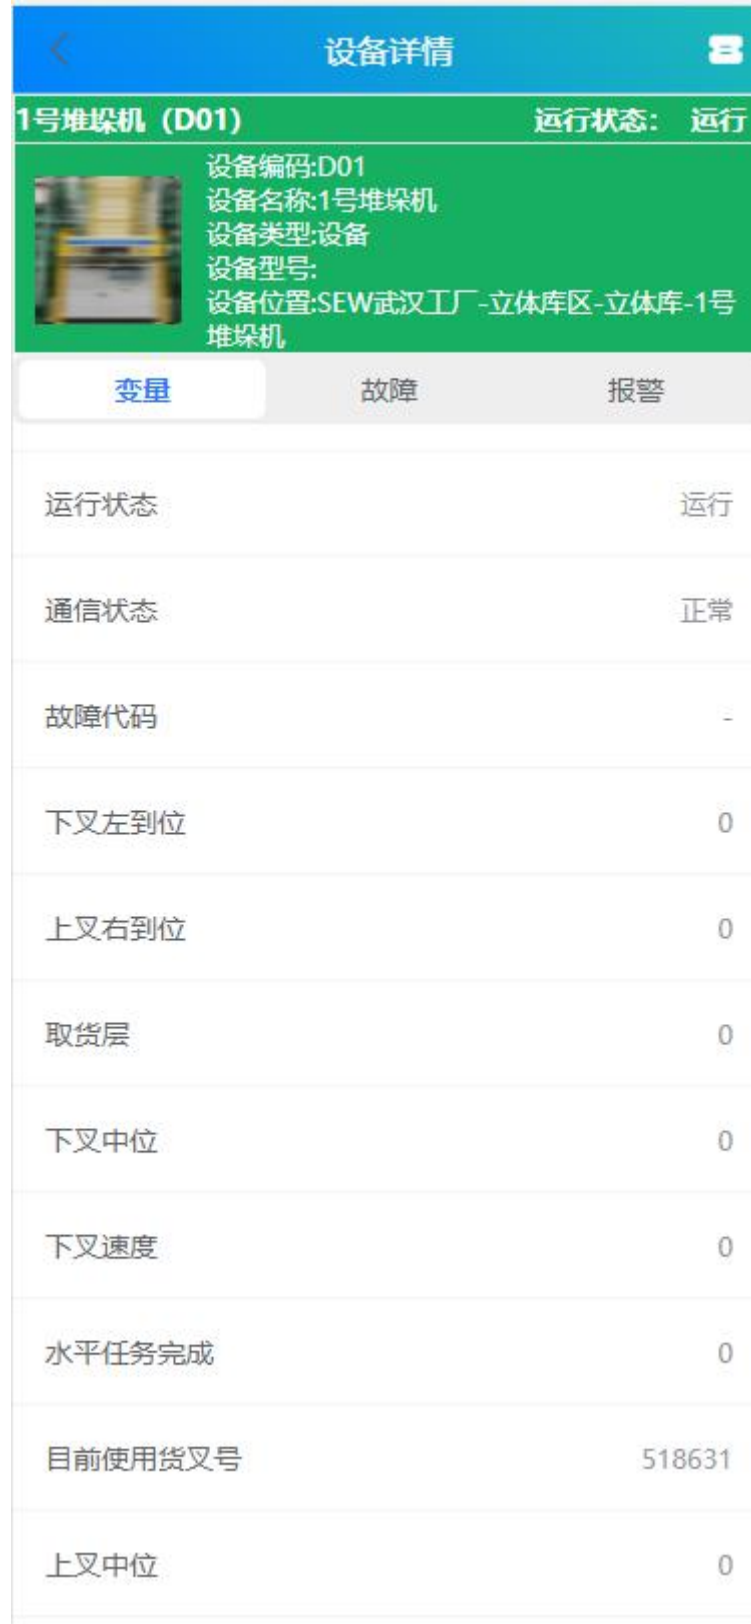 设备详情
1号堆垛机（D01） 运行状态： 运行
设备编码:D01
设备名称:1号堆垛机
设备类型:设备
设备型号:
设备位置:SEW武汉工厂-立体库区-立体库-1号
堆垛机
变量 故障 报警
运行状态 运行
通信状态 正常
故障代码 -
下叉左到位 0
上叉右到位 0
取货层 0
下叉中位 0
下叉速度 0
水平任务完成 0
目前使用货叉号 518631
上叉中位 0